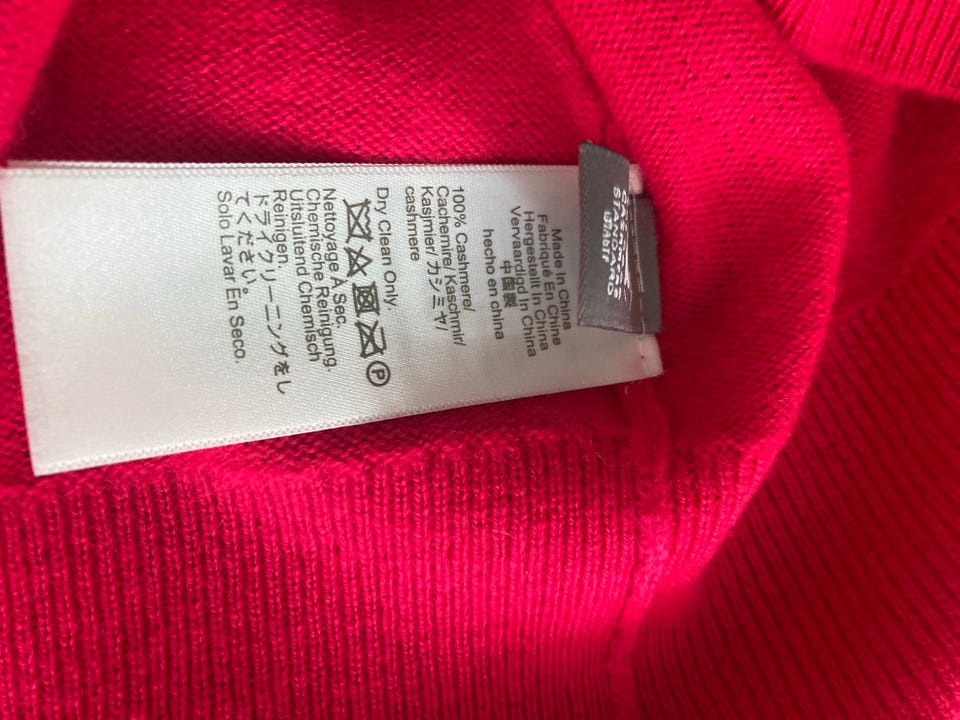 STANDARD
Made In China
Fabriqué En Chine
Hergestellt In China
Vervaardigd In China
中国製
hecho en china
100% Cashmere/
Cachemire/ Kaschmir/
Kasjmier/ カシミヤ/
cashmere
Dry Clean Only
P
Nettoyage À Sec.
Chemische Reinigung.
Uitsluitend Chemisch
Reinigen.
ドライクリーニングをし
てください。
Solo Lavar En Seco.